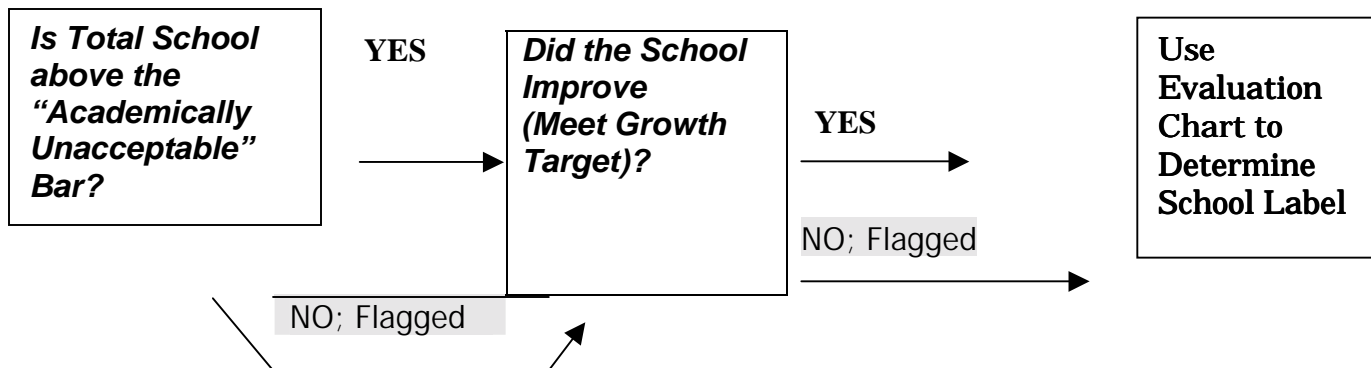 Is Total School
above the
“Academically
Unacceptable”
Bar?
YES
Did the School
Improve
(Meet Growth
Target)?
YES
NO; Flagged
Use
Evaluation
Chart to
Determine
School Label
NO; Flagged